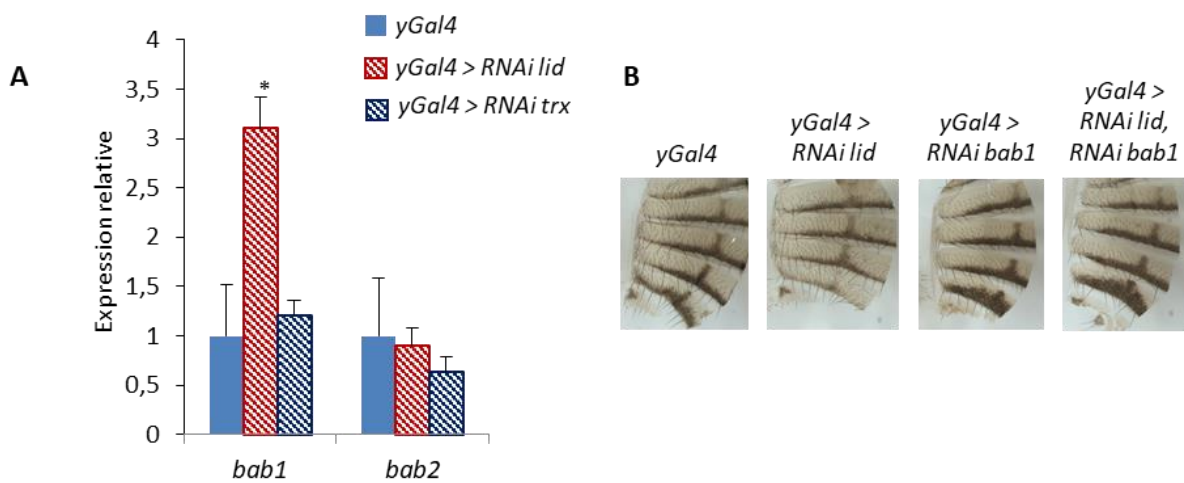 A
4
3,5
3
2,5
2
1,5
1
0,5
0
Expression relative
*
bab1
bab2
yGal4
yGal4 > RNAi lid
yGal4 > RNAi trx
B
yGal4
yGal4 >
RNAi lid
yGal4 >
RNAi bab1
yGal4 >
RNAi lid,
RNAi bab1